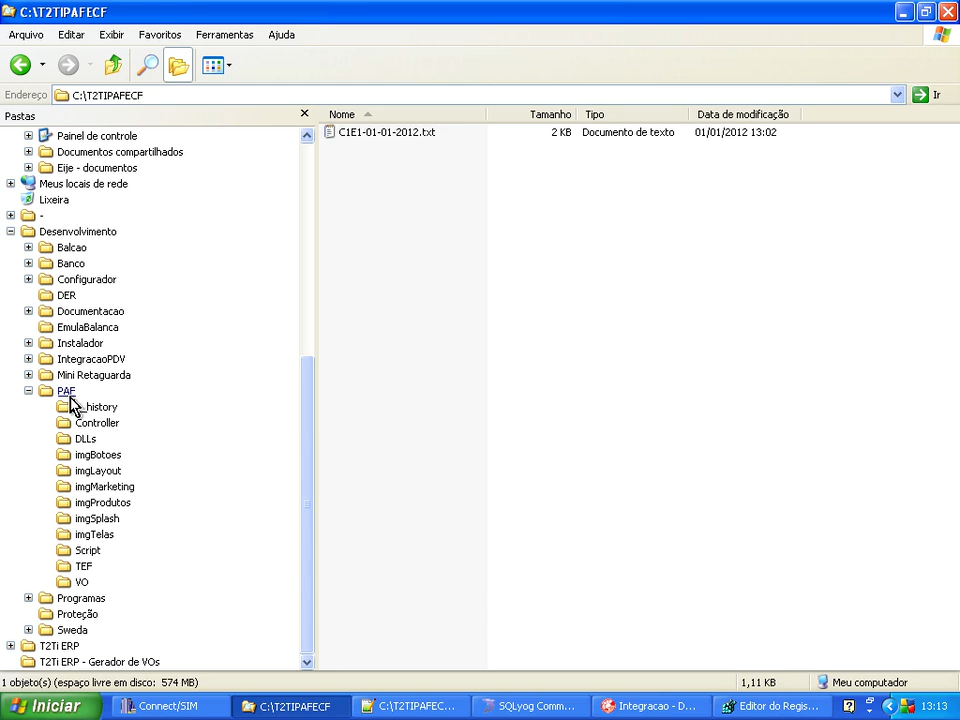 C:\T2TIPAFECF
Arquivo Editar Exibir Favoritos Ferramentas Ajuda
Endereço C:\T2TIPAFECF Ir
Pastas
Nome Tamanho Tipo Data de modificação
C1E1-01-01-2012.txt 2 KB Documento de texto 01/01/2012 13:02
Painel de controle
Documentos compartilhados
Eije - documentos
Meus locais de rede
Lixeira
-
Desenvolvimento
Balcao
Banco
Configurador
DER
Documentacao
EmulaBalanca
Instalador
IntegracaoPDV
Mini Retaguarda
PAF
_history
Controller
DLLs
imgBotoes
imgLayout
imgMarketing
imgProdutos
imgSplash
imgTelas
Script
TEF
VO
Programas
Proteção
Sweda
T2Ti ERP
T2Ti ERP - Gerador de VOs
1 objeto(s) (espaço livre em disco: 574 MB) 1,11 KB Meu computador
Iniciar Connect/SIM C:\T2TIPAFECF C:\T2TIPAFEC... SQLyog Comm... Integracao - D... Editor do Regis... 13:13